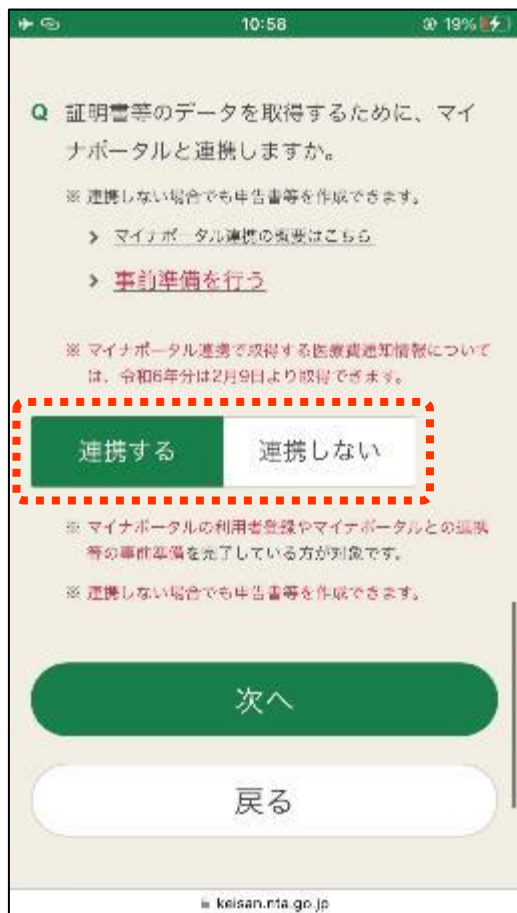 10:58
19%
Q 証明書等のデータを取得するために、マイ
ナポータルと連携しますか。
※ 連携しない場合でも申告書等を作成できます。
> マイナポータル連携の概要はこちら
> 事前準備を行う
※ マイナポータル連携で取得する医療費通知情報について
は、令和6年分は2月9日より取得できます。
連携する
連携しない
※ マイナポータルの利用者登録やマイナポータルとの連携
等の事前準備を完了している方が対象です。
※ 連携しない場合でも申告書等を作成できます。
次へ
戻る
keisan.nta.go.jp